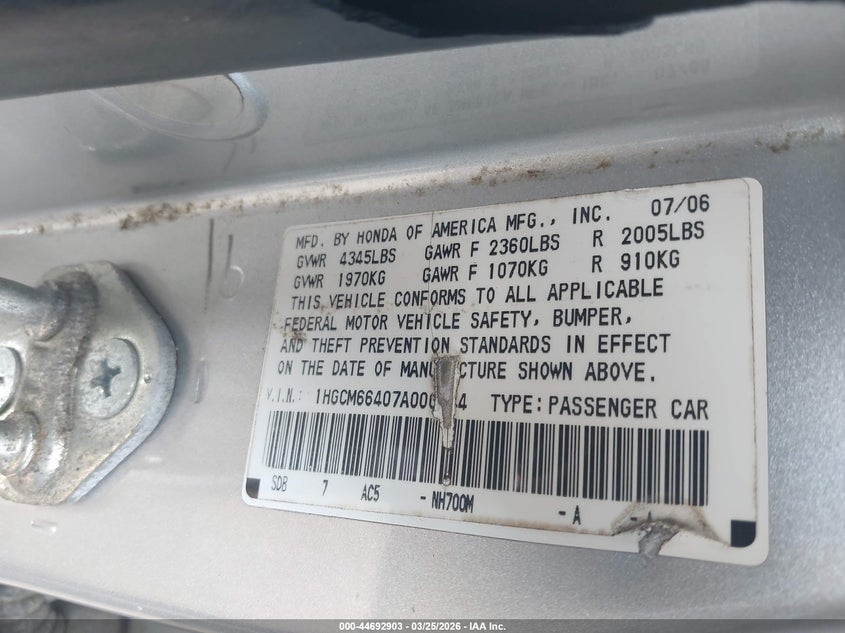 07/06
MFD. BY HONDA OF AMERICA MFG., INC.
GVWR 4345LBS GAWR F 2360LBS R 2005LBS
GVWR 1970KG GAWR F 1070KG R 910KG
THIS VEHICLE CONFORMS TO ALL APPLICABLE
FEDERAL MOTOR VEHICLE SAFETY, BUMPER,
AND THEFT PREVENTION STANDARDS IN EFFECT
ON THE DATE OF SHOWN ABOVE.
V.I.N.: TYPE: PASSENGER CAR
SDB 7 AC5 - NH700M - A
000-44692903 - 03/25/2026 - IAA Inc.